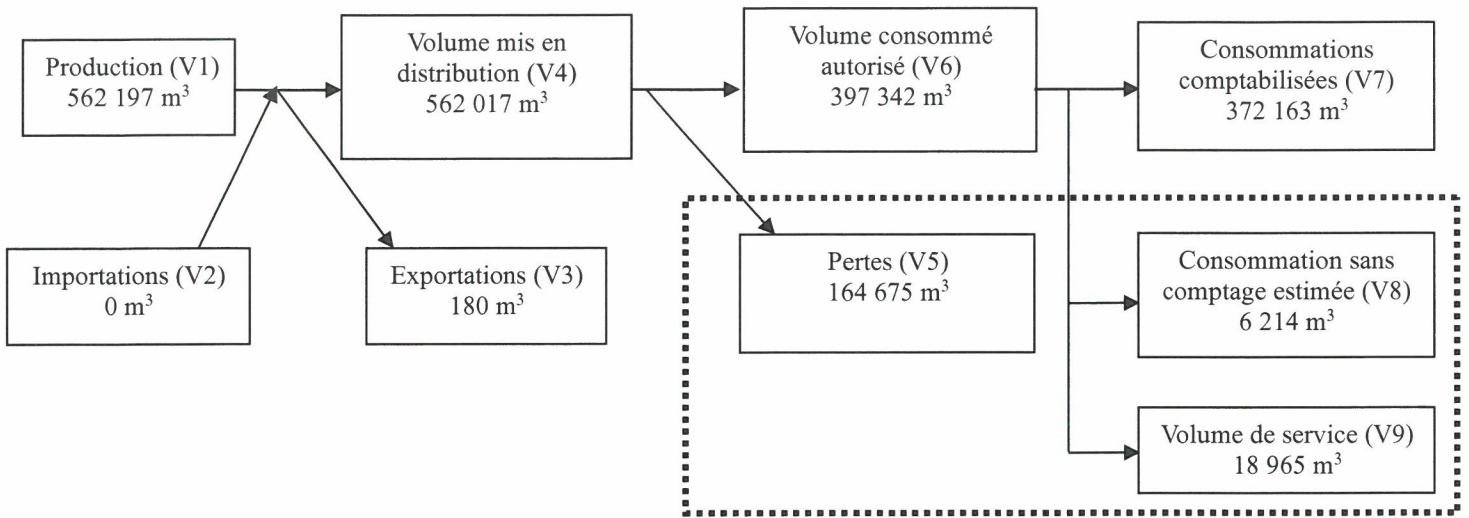 Production (V1)
562 197 m³
Volume mis en
distribution (V4)
562 017 m³
Volume consommé
autorisé (V6)
397 342 m³
Consommations
comptabilisées (V7)
372 163 m³
Importations (V2)
0 m³
Exportations (V3)
180 m³
Pertes (V5)
164 675 m³
Consommation sans
comptage estimée (V8)
6 214 m³
Volume de service (V9)
18 965 m³